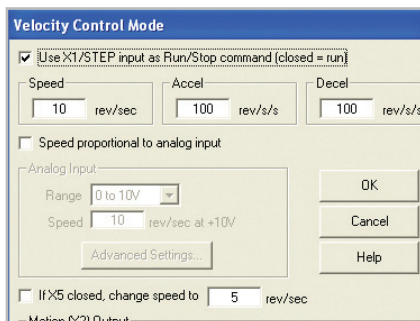 Velocity Control Mode
Use X1/STEP input as Run/Stop command (closed = run)
Speed Accel Decel
10 rev/sec 100 rev/s/s 100 rev/s/s
Speed proportional to analog input
Analog Input
Range 0 to 10V
Speed 10 rev/sec at +10V
Advanced Settings...
OK
Cancel
Help
If X5 closed, change speed to 5 rev/sec
Motion (Y2) Output